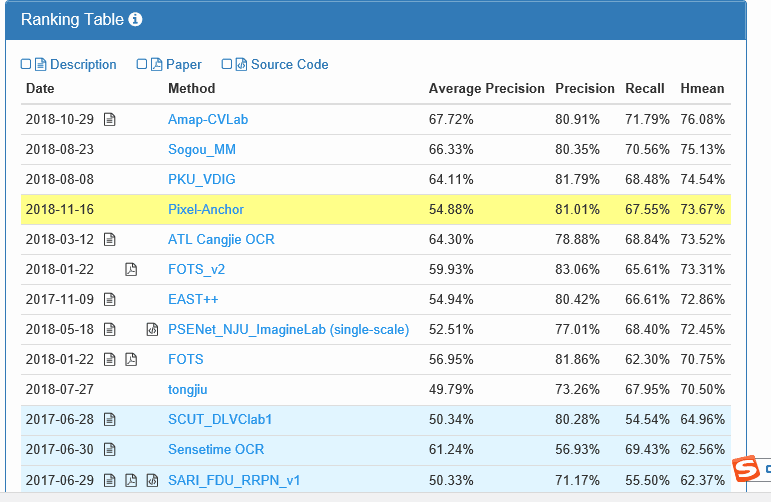 Ranking Table
Description Paper Source Code
Date Method Average Precision Precision Recall Hmean
2018-10-29 Amap-CVLab 67.72% 80.91% 71.79% 76.08%
2018-08-23 Sogou_MM 66.33% 80.35% 70.56% 75.13%
2018-08-08 PKU_VDIG 64.11% 81.79% 68.48% 74.54%
2018-11-16 Pixel-Anchor 54.88% 81.01% 67.55% 73.67%
2018-03-12 ATL Cangjie OCR 64.30% 78.88% 68.84% 73.52%
2018-01-22 FOTS_v2 59.93% 83.06% 65.61% 73.31%
2017-11-09 EAST++ 54.94% 80.42% 66.61% 72.86%
2018-05-18 PSENet_NJU_ImagineLab (single-scale) 52.51% 77.01% 68.40% 72.45%
2018-01-22 FOTS 56.95% 81.86% 62.30% 70.75%
2018-07-27 tongjiu 49.79% 73.26% 67.95% 70.50%
2017-06-28 SCUT_DLVClab1 50.34% 80.28% 54.54% 64.96%
2017-06-30 Sensetime OCR 61.24% 56.93% 69.43% 62.56%
2017-06-29 SARI_FDU_RRPN_v1 50.33% 71.17% 55.50% 62.37%
S